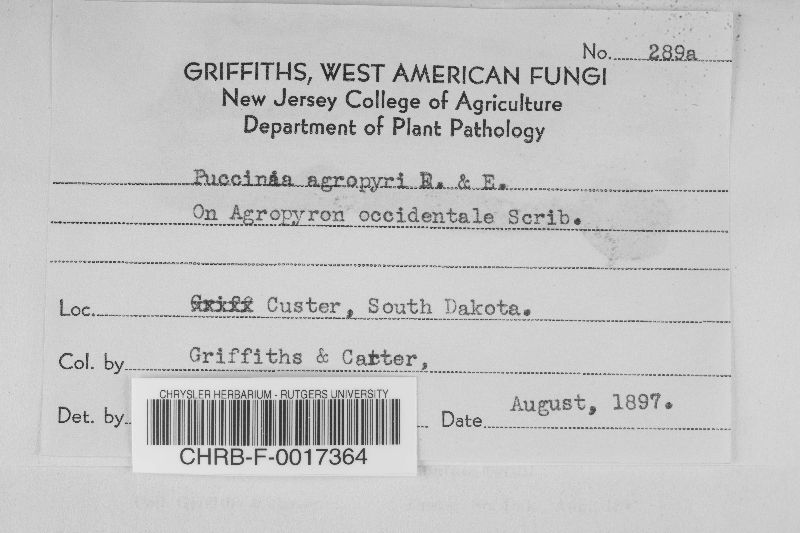 No. 289a
GRIFFITHS, WEST AMERICAN FUNGI
New Jersey College of Agriculture
Department of Plant Pathology
Puccinia agropyri E. & E.
On Agropyron occidentale Scrib.
Loc. Griff Custer, South Dakota.
Col. by Griffiths & Carter,
Det. by
Date August, 1897.
CHRYSLER HERBARIUM - RUTGERS UNIVERSITY
CHRB-F-0017364